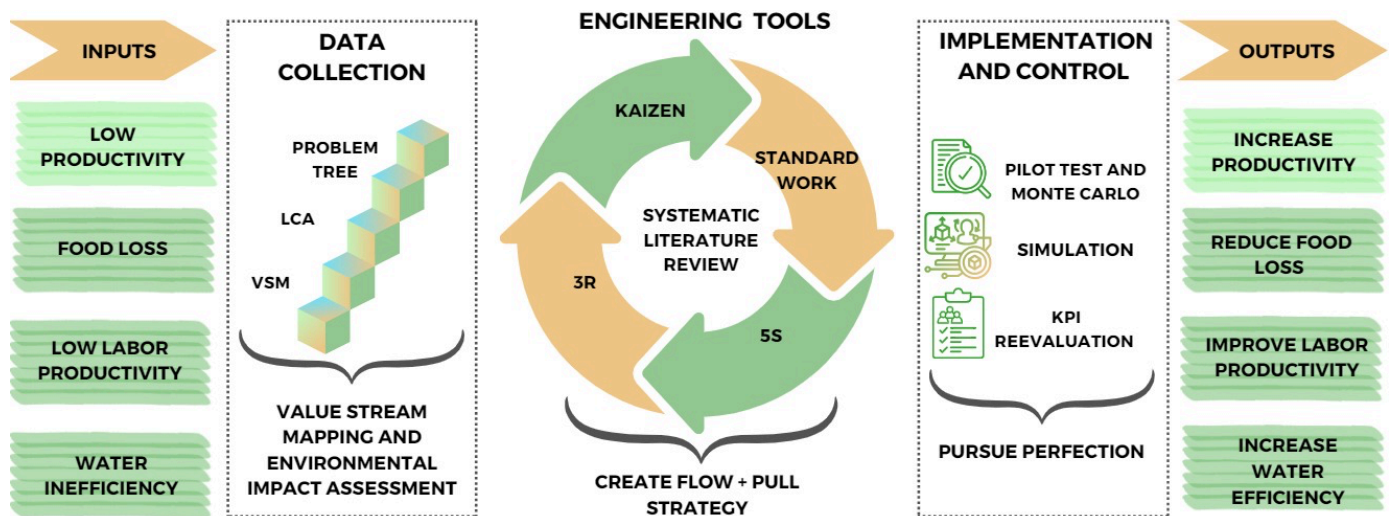 INPUTS
LOW
PRODUCTIVITY
FOOD LOSS
LOW LABOR
PRODUCTIVITY
WATER
INEFFICIENCY
DATA
COLLECTION
PROBLEM
TREE
LCA
VSM
VALUE STREAM
MAPPING AND
ENVIRONMENTAL
IMPACT ASSESSMENT
ENGINEERING TOOLS
KAIZEN
STANDARD
WORK
5S
3R
SYSTEMATIC
LITERATURE
REVIEW
CREATE FLOW + PULL
STRATEGY
IMPLEMENTATION
AND CONTROL
PILOT TEST AND
MONTE CARLO
SIMULATION
KPI
REEVALUATION
PURSUE PERFECTION
OUTPUTS
INCREASE
PRODUCTIVITY
REDUCE FOOD
LOSS
IMPROVE LABOR
PRODUCTIVITY
INCREASE
WATER
EFFICIENCY